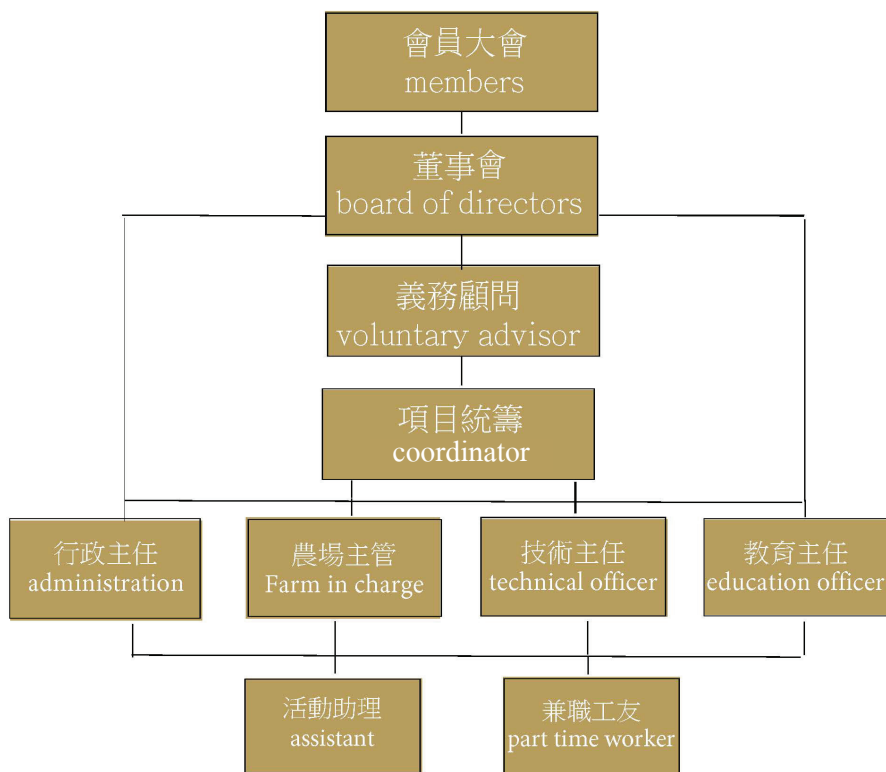 會員大會
members
董事會
board of directors
義務顧問
voluntary advisor
項目統籌
coordinator
行政主任
administration
農場主管
Farm in charge
技術主任
technical officer
教育主任
education officer
活動助理
assistant
兼職工友
part time worker